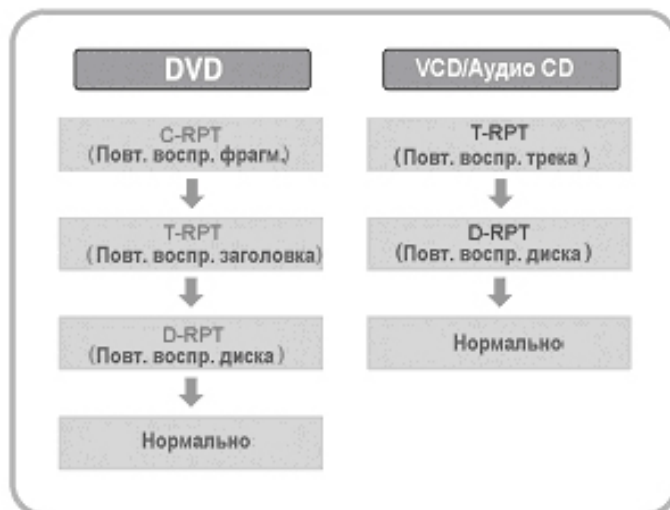 DVD
C-RPT
(Повт. воспр. фрагм.)
T-RPT
(Повт. воспр. заголовка)
D-RPT
(Повт. воспр. диска)
Нормально
VCD/Аудио CD
T-RPT
(Повт. воспр. трека)
D-RPT
(Повт. воспр. диска)
Нормально